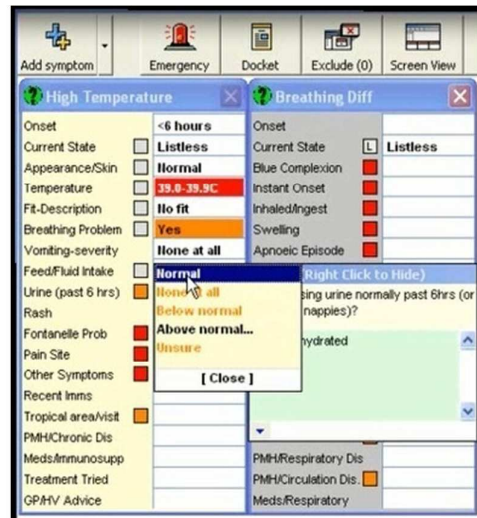 Add symptom
Emergency
Docket
Exclude (0)
Screen View
High Temperature
Onset <6 hours
Current State Listless
Appearance/Skin Normal
Temperature 39.0-39.9C
Fit-Description No fit
Breathing Problem Yes
Vomiting-severity None at all
Feed/Fluid Intake
Urine (past 6 hrs)
Rash
Fontanelle Prob
Pain Site
Other Symptoms
Recent Imms
Tropical area/visit
PMH/Chronic Dis
Meds/Immunosupp
Treatment Tried
GP/HV Advice
Normal
None at all
Below normal
Above normal...
Unsure
[ Close ]
Breathing Diff
Onset
Current State L Listless
Blue Complexion
Instant Onset
Inhaled/Ingest
Swelling
Apnoeic Episode
Right Click to Hide)
sing urine normally past 6hrs (or
nappies)?
ydrated
PMH/Respiratory Dis
PMH/Circulation Dis.
Meds/Respiratory